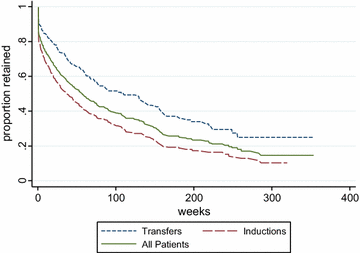 1
.8
.6
.4
.2
0
proportion retained
0 100 200 300 400
weeks
Transfers Inductions
All Patients